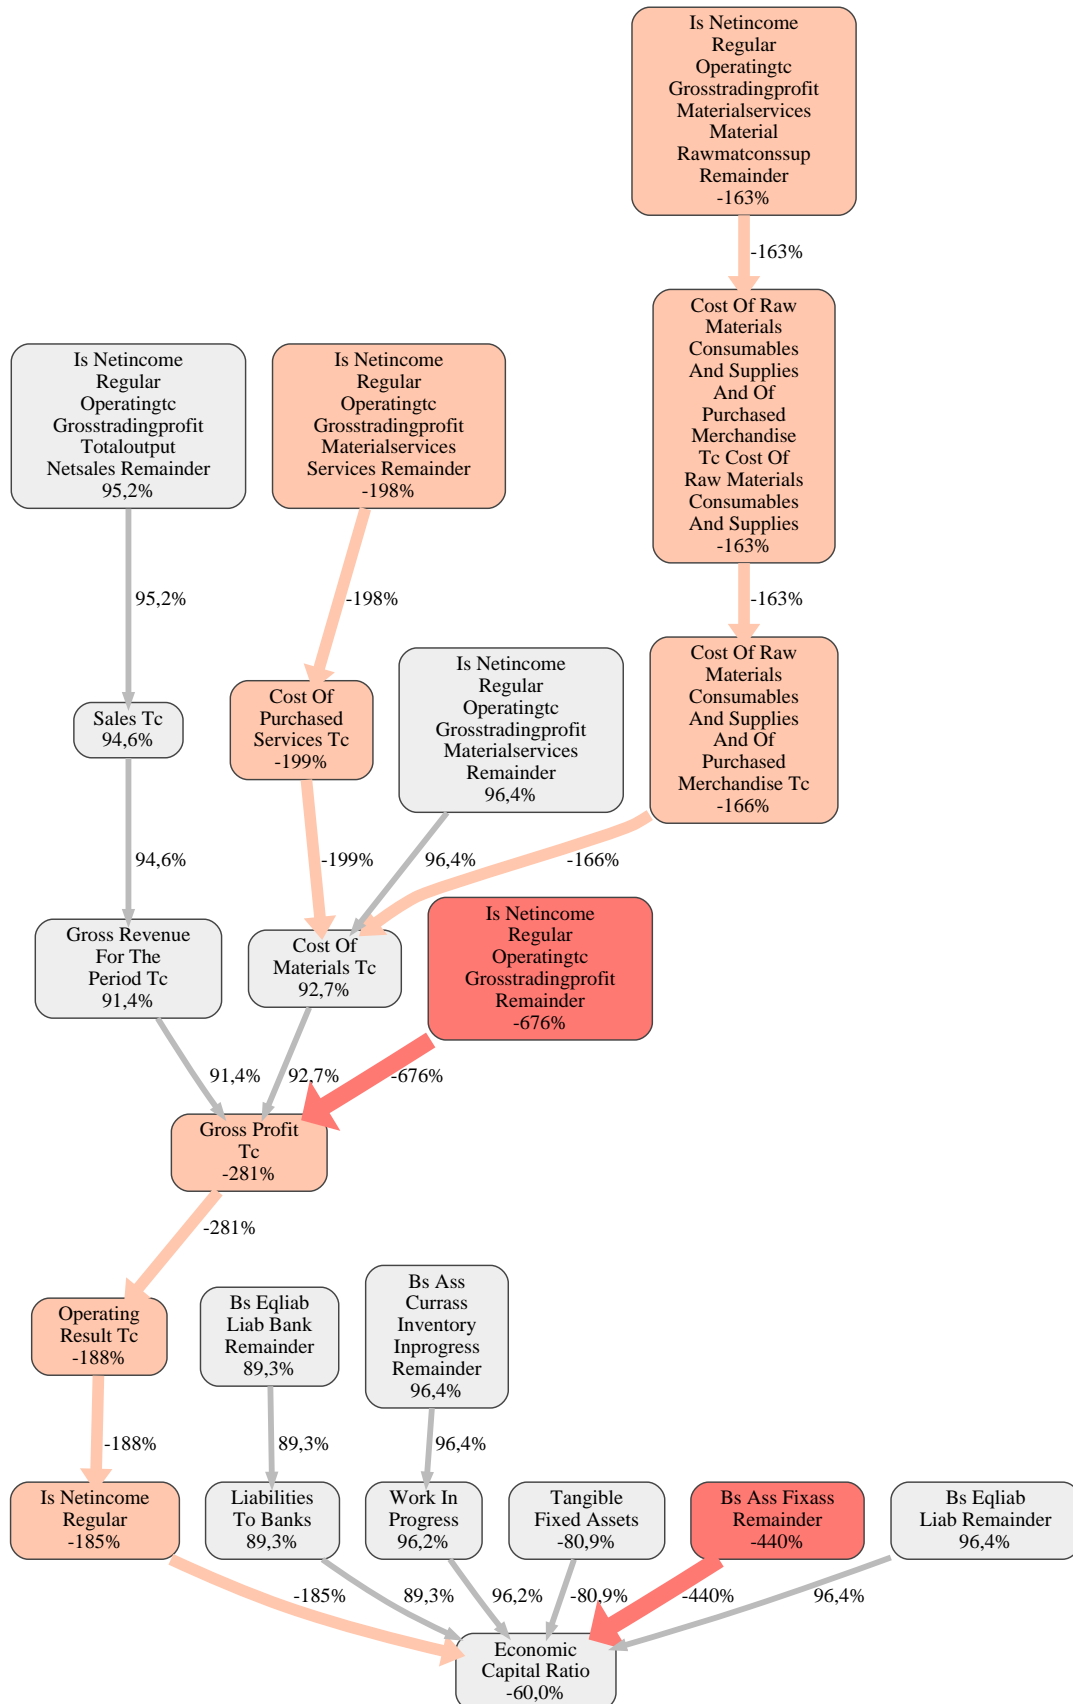 Is Netincome
Regular
Operatingtc
Grosstradingprofit
Materialservices
Material
Rawmatconssup
Remainder
-163%
-163%
Cost Of Raw
Materials
Consumables
And Supplies
And Of
Purchased
Merchandise
Tc Cost Of
Raw Materials
Consumables
And Supplies
-163%
Is Netincome
Regular
Operatingtc
Grosstradingprofit
Totaloutput
Netsales Remainder
95,2%
Is Netincome
Regular
Operatingtc
Grosstradingprofit
Materialservices
Services Remainder
-198%
95,2%
-198%
-163%
Sales Tc
94,6%
Cost Of
Purchased
Services Tc
-199%
Is Netincome
Regular
Operatingtc
Grosstradingprofit
Materialservices
Remainder
96,4%
Cost Of Raw
Materials
Consumables
And Supplies
And Of
Purchased
Merchandise Tc
-166%
94,6%
-199%
96,4%
-166%
Gross Revenue
For The
Period Tc
91,4%
Cost Of
Materials Tc
92,7%
Is Netincome
Regular
Operatingtc
Grosstradingprofit
Remainder
-676%
91,4%
92,7%
-676%
Gross Profit
Tc
-281%
-281%
Operating
Result Tc
-188%
Bs Eqliab
Liab Bank
Remainder
89,3%
Bs Ass
Currass
Inventory
Inprogress
Remainder
96,4%
-188%
89,3%
96,4%
Is Netincome
Regular
-185%
Liabilities
To Banks
89,3%
Work In
Progress
96,2%
Tangible
Fixed Assets
-80,9%
Bs Ass Fixass
Remainder
-440%
Bs Eqliab
Liab Remainder
96,4%
-185%
89,3%
96,2%
-80,9%
-440%
96,4%
Economic
Capital Ratio
-60,0%